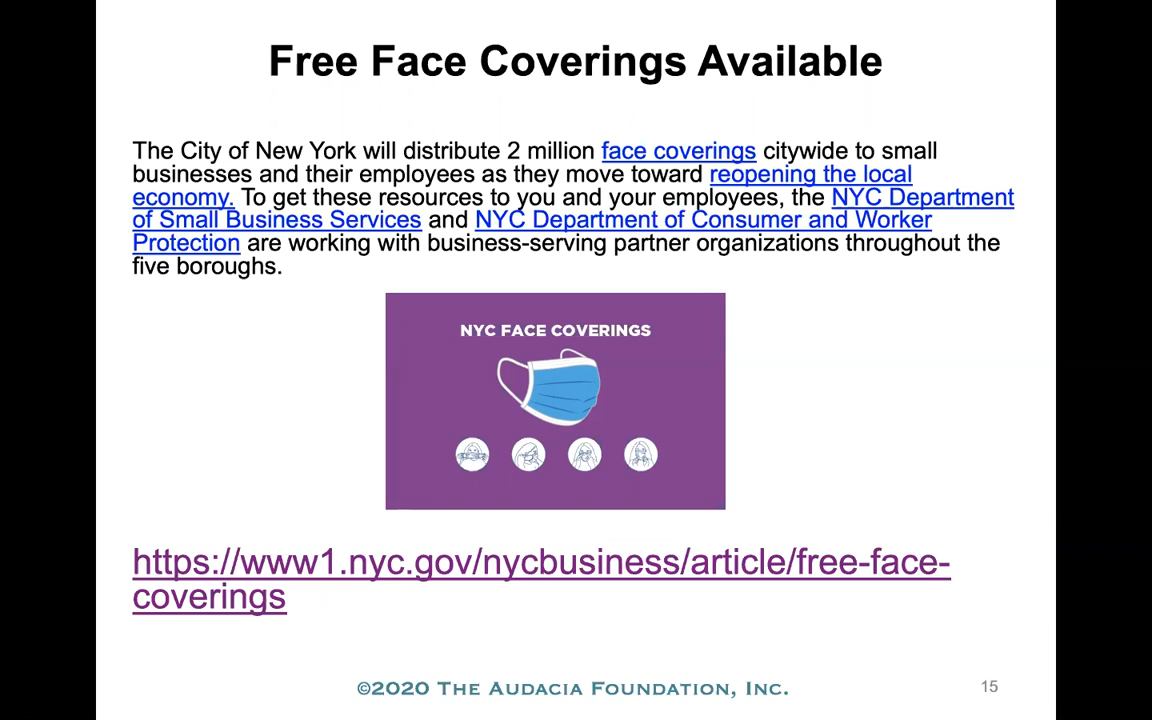 Free Face Coverings Available
The City of New York will distribute 2 million face coverings citywide to small
businesses and their employees as they move toward reopening the local
economy. To get these resources to you and your employees, the NYC Department
of Small Business Services and NYC Department of Consumer and Worker
Protection are working with business-serving partner organizations throughout the
five boroughs.
NYC FACE COVERINGS
https://www1.nyc.gov/nycbusiness/article/free-face-
coverings
©2020 The Audacia Foundation, Inc.
15